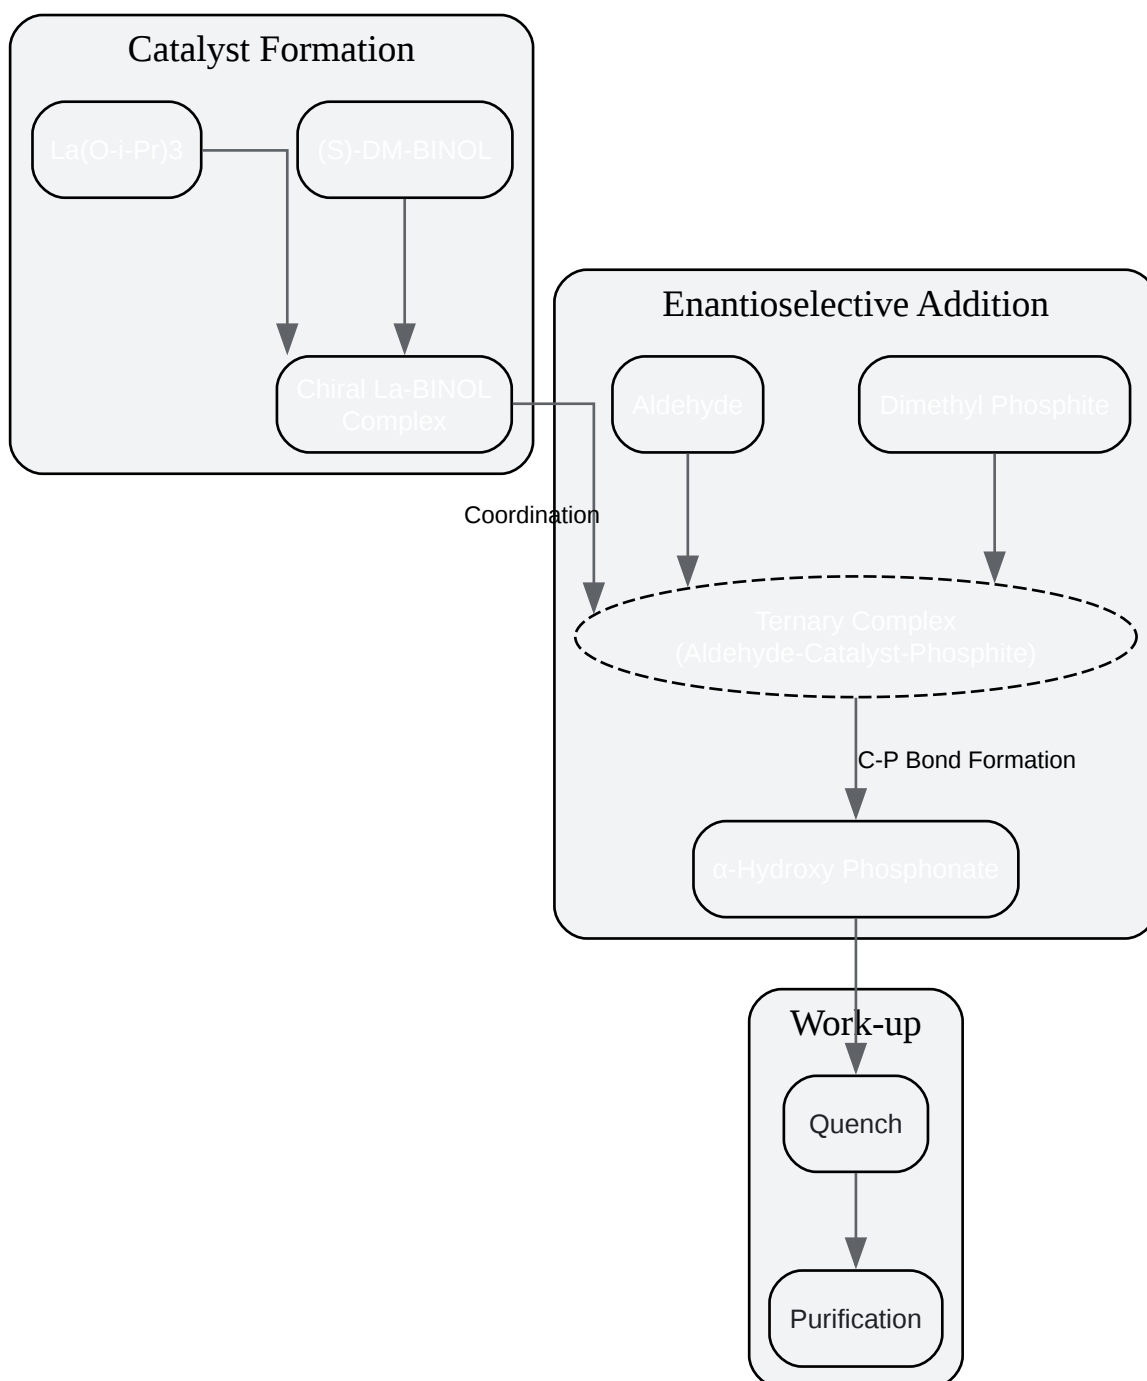 Catalyst Formation
La(O-i-Pr)3
(S)-DM-BINOL
Chiral La-BINOL
Complex
Enantioselective Addition
Aldehyde
Dimethyl Phosphite
Coordination
Ternary Complex
(Aldehyde-Catalyst-Phosphite)
C-P Bond Formation
α-Hydroxy Phosphonate
Work-up
Quench
Purification